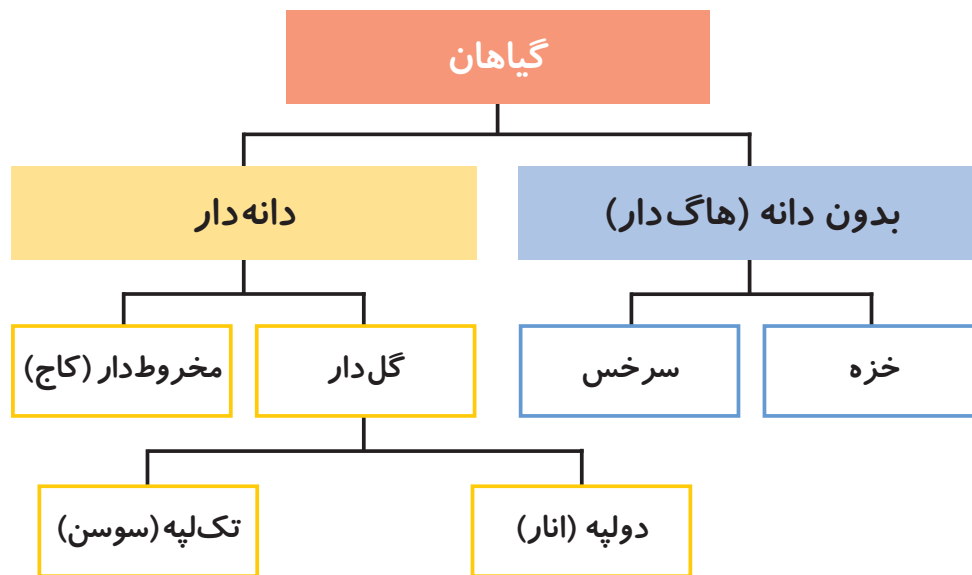 گیاهان
بدون دانه (هاگ‌دار)
دانه‌دار
خزه
سرخس
گل‌دار
مخروط‌دار (کاج)
دولپه (انار)
تک‌لپه (سوسن)